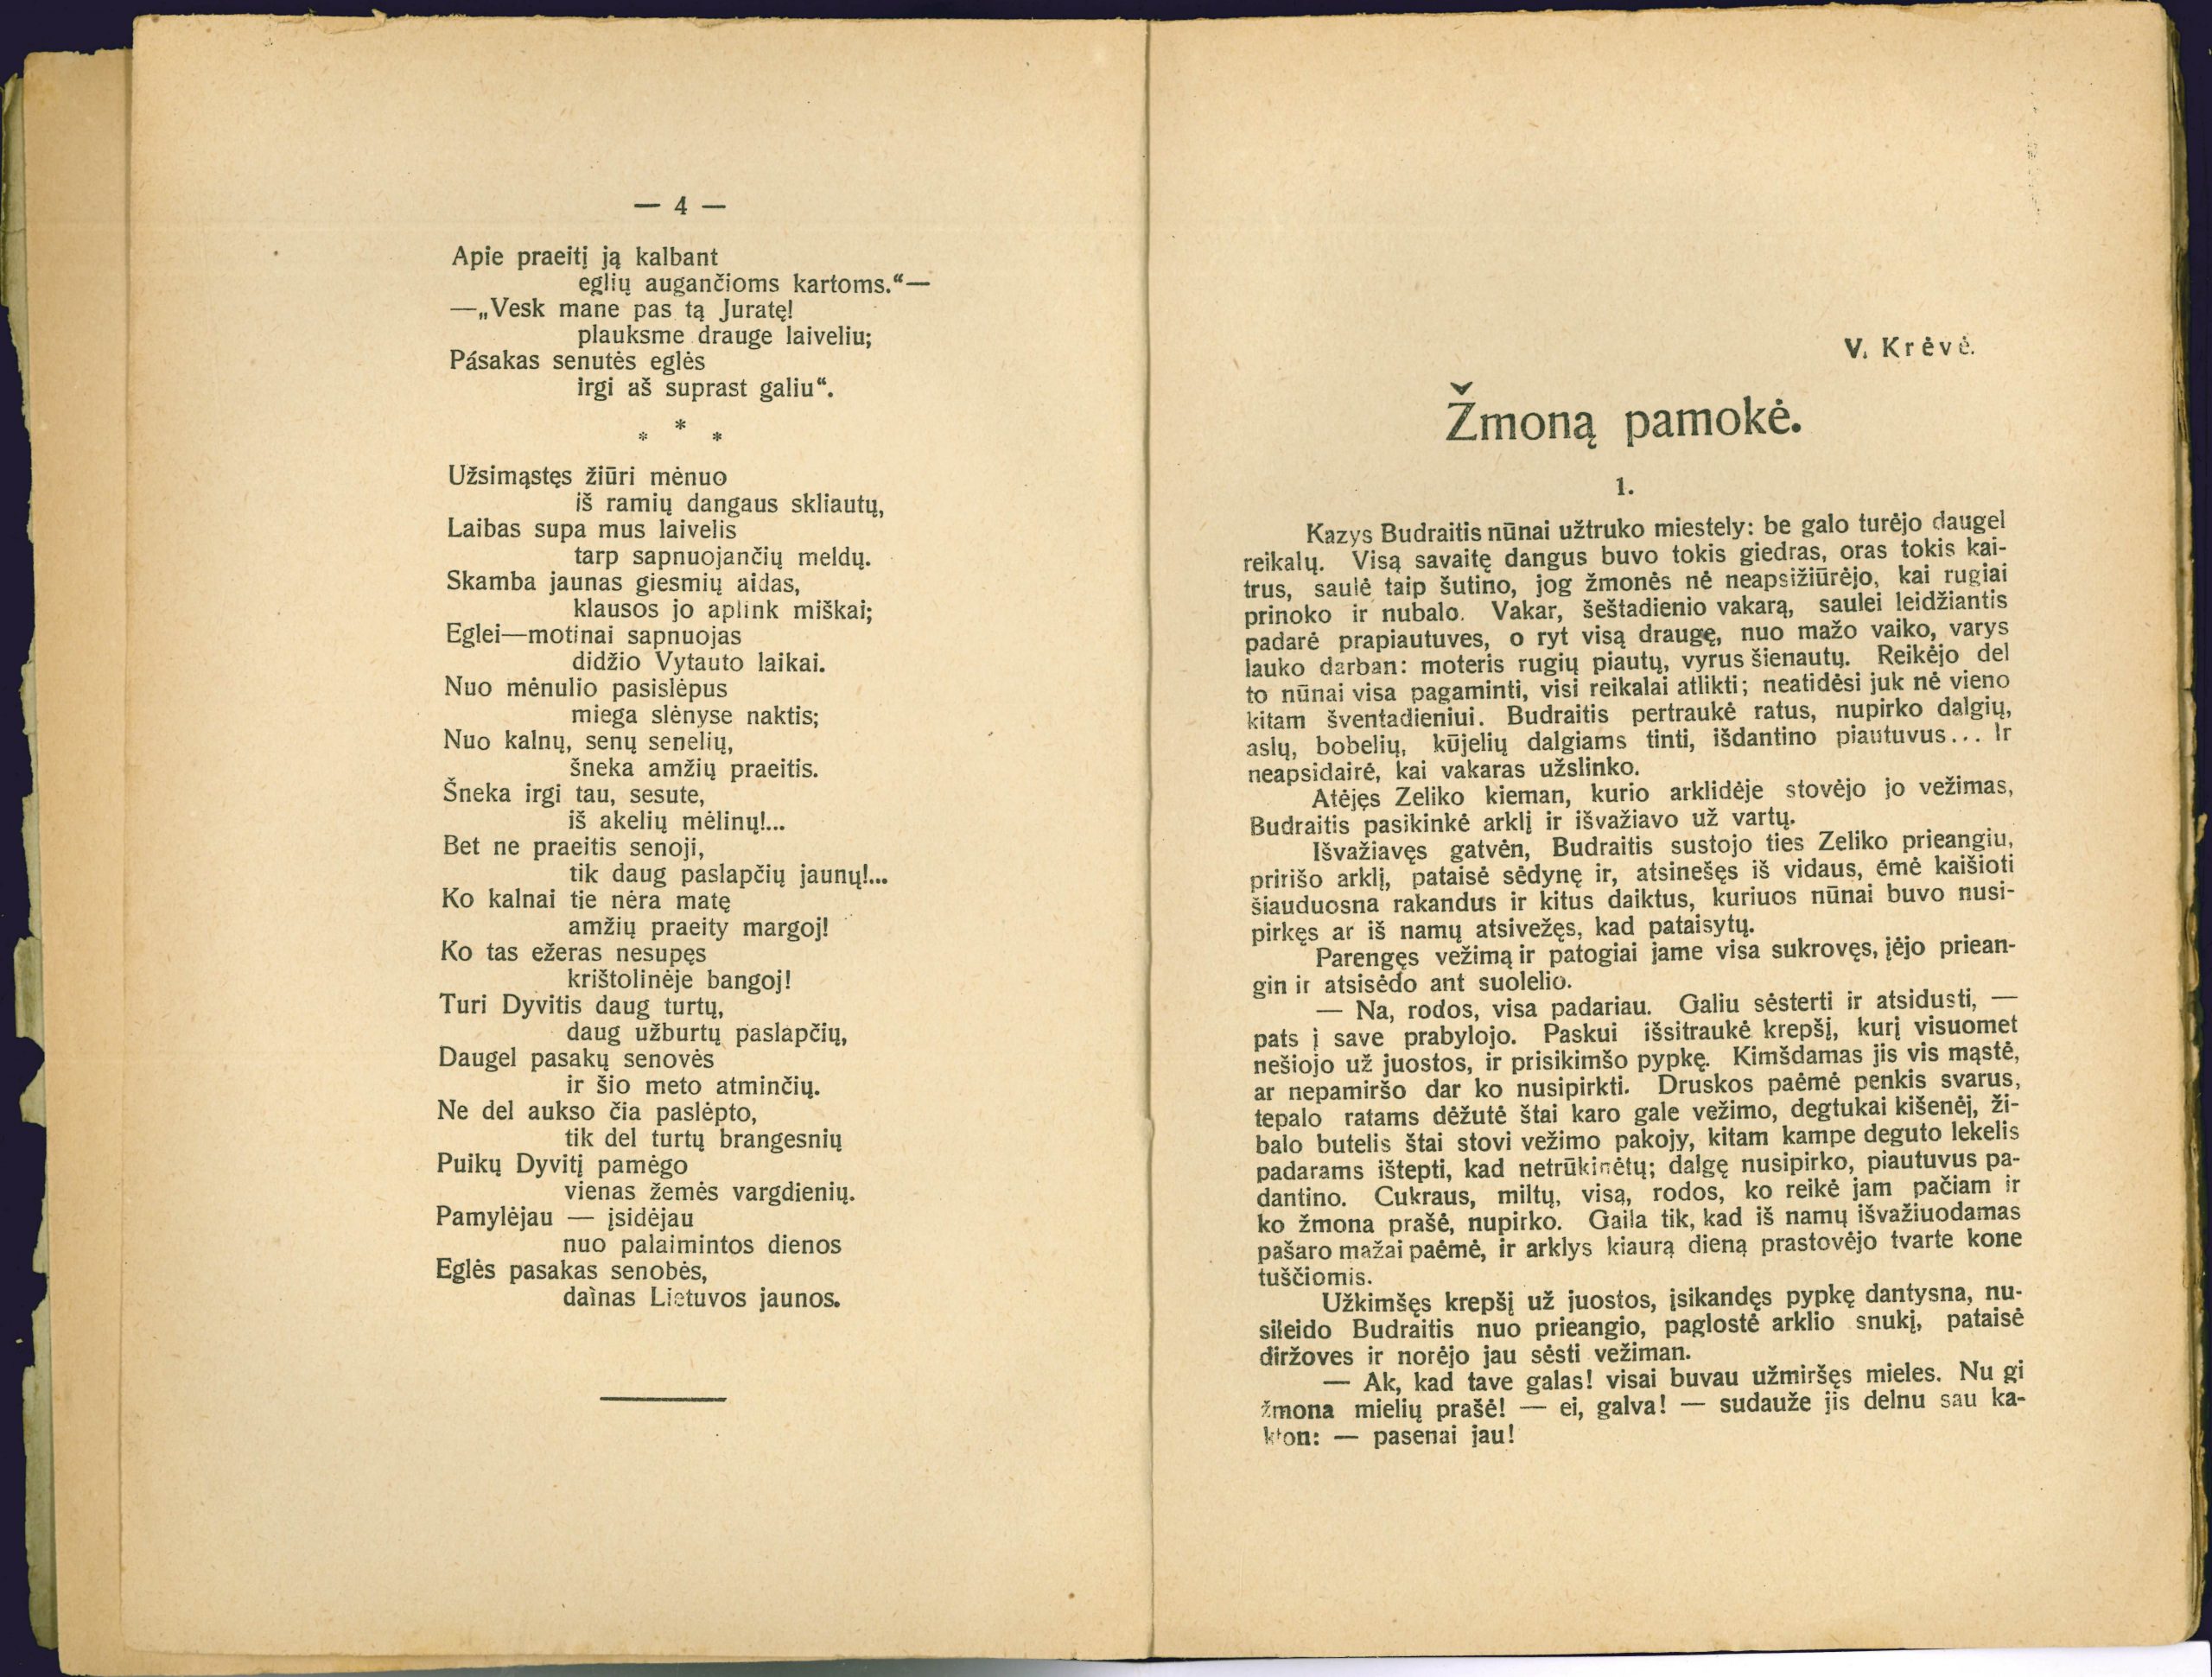 — 4 —
Apie praeitį ją kalbant
eglių augančioms kartoms.“—
—„Vesk mane pas tą Juratę!
plauksme drauge laiveliu;
Pásakas senutės eglės
irgi aš suprast galiu“.
* * *
Užsimąstęs žiūri mėnuo
iš ramių dangaus skliautų,
Laibas supa mus laivelis
tarp sapnuojančių meldų.
Skamba jaunas giesmių aidas,
klausos jo aplink miškai;
Eglei—motinai sapnuojas
didžio Vytauto laikai.
Nuo mėnulio pasislėpus
miega slėnyse naktis;
Nuo kalnų, senų senelių,
šneka amžių praeitis.
Šneka irgi tau, sesute,
iš akelių mėlinų!...
Bet ne praeitis senoji,
tik daug paslapčių jaunų!...
Ko kalnai tie nėra matę
amžių praeity margoj!
Ko tas ežeras nesupęs
krištolinėje bangoj!
Turi Dyvitis daug turtų,
daug užburtų paslapčių,
Daugel pasakų senovės
ir šio meto atminčių.
Ne del aukso čia paslėpto,
tik del turtų brangesnių
Puikų Dyvitį pamėgo
vienas žemės vargdienių.
Pamylėjau — įsidėjau
nuo palaimintos dienos
Eglės pasakas senobės,
dainas Lietuvos jaunos.
V. Krėvė.
Žmoną pamokė.
1.
Kazys Budraitis nūnai užtruko miestely: be galo turėjo daugel
reikalų. Visą savaitę dangus buvo tokis giedras, oras tokis kai-
trus, saulė taip šutino, jog žmonės nė neapsižiūrėjo, kai rugiai
prinoko ir nubalo. Vakar, šeštadienio vakarą, saulei leidžiantis
padarė prapiautuves, o ryt visą draugę, nuo mažo vaiko, varys
lauko darban: moteris rugių piautų, vyrus šienautų. Reikėjo del
to nūnai visa pagaminti, visi reikalai atlikti; neatidėsi juk nė vieno
kitam šventadieniui. Budraitis pertraukė ratus, nupirko dalgių,
aslų, bobelių, kūjelių dalgiams tinti, išdantino piautuvus... Ir
neapsidairė, kai vakaras užslinko.
Atėjęs Zeliko kieman, kurio arklidėje stovėjo jo vežimas,
Budraitis pasikinkė arklį ir išvažiavo už vartų.
Išvažiavęs gatvėn, Budraitis sustojo ties Zeliko prieangiu,
pririšo arklį, pataisė sėdynę ir, atsinešęs iš vidaus, ėmė kaišioti
šiauduosna rakandus ir kitus daiktus, kuriuos nūnai buvo nusi-
pirkęs ar iš namų atsivežęs, kad pataisytų.
Parengęs vežimą ir patogiai jame visa sukrovęs, įėjo priean-
gin ir atsisėdo ant suolelio.
— Na, rodos, visa padariau. Galiu sėsterti ir atsidusti, —
pats į save prabylojo. Paskui išsitraukė krepšį, kurį visuomet
nešiojo už juostos, ir prisikimšo pypkę. Kimšdamas jis vis mąstė,
ar nepamiršo dar ko nusipirkti. Druskos paėmė penkis svarus,
tepalo ratams dėžutė štai karo gale vežimo, degtukai kišenėj, ži-
balo butelis štai stovi vežimo pakojy, kitam kampe deguto lekelis
padarams ištepti, kad netrūkinėtų; dalgę nusipirko, piautuvus pa-
dantino. Cukraus, miltų, visą, rodos, ko reikė jam pačiam ir
ko žmona prašė, nupirko. Gaila tik, kad iš namų išvažiuodamas
pašaro mažai paėmė, ir arklys kiaurą dieną prastovėjo tvarte kone
tuščiomis.
Užkimšęs krepšį už juostos, įsikandęs pypkę dantysna, nu-
sileido Budraitis nuo prieangio, paglostė arklio snukį, pataisė
diržoves ir norėjo jau sėsti vežiman.
— Ak, kad tave galas! visai buvau užmiršęs mieles. Nu gi
žmona mielių prašė! — ei, galva! — sudauže jis delnu sau ka-
kton: — pasenai jau!